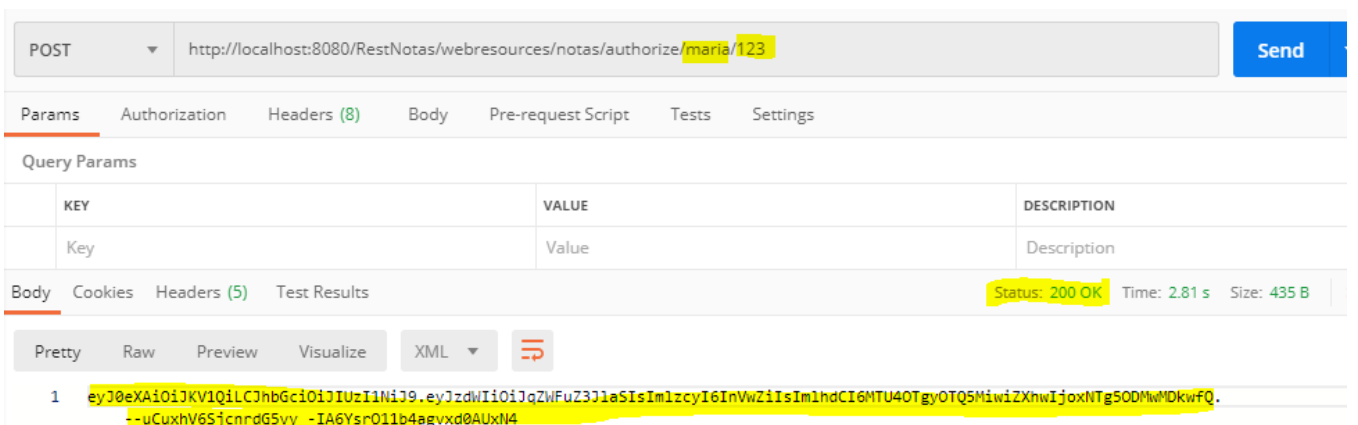 POST
http://localhost:8080/RestNotas/webresources/notas/authorize/maria/123
Send
Params Authorization Headers (8) Body Pre-request Script Tests Settings
Query Params
KEY VALUE DESCRIPTION
Key Value Description
Body Cookies Headers (5) Test Results Status: 200 OK Time: 2.81 s Size: 435 B
Pretty Raw Preview Visualize XML
1 eyJ0eXAiOiJKV1QiLCJhbGciOiJIUzI1NiJ9.eyJzdWIiOiJqZWFuZ3JlaSIsImlzcyI6InVwZiIsImlhdCI6MTU4OTgyOTQ5MiwiZXhwIjoxNTg5ODMwMDkwfQ.